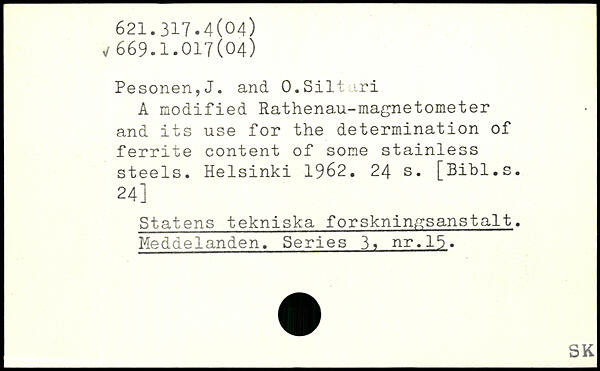 621.317.4(04)
✓669.1.017(04)
Pesonen,J. and O.Siltari
A modified Rathenau-magnetometer
and its use for the determination of
ferrite content of some stainless
steels. Helsinki 1962. 24 s. [Bibl.s.
24]
Statens tekniska forskningsanstalt.
Meddelanden. Series 3, nr.15.
SK